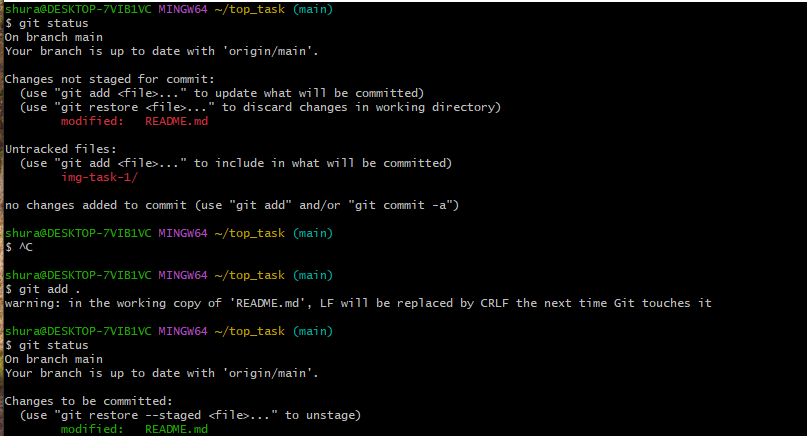 shura@DESKTOP-7VIB1VC MINGW64 ~/top_task (main)
$ git status
On branch main
Your branch is up to date with 'origin/main'.
Changes not staged for commit:
(use "git add <file>..." to update what will be committed)
(use "git restore <file>..." to discard changes in working directory)
modified: README.md
Untracked files:
(use "git add <file>..." to include in what will be committed)
img-task-1/
no changes added to commit (use "git add" and/or "git commit -a")
shura@DESKTOP-7VIB1VC MINGW64 ~/top_task (main)
$ ^C
shura@DESKTOP-7VIB1VC MINGW64 ~/top_task (main)
$ git add .
warning: in the working copy of 'README.md', LF will be replaced by CRLF the next time Git touches it
shura@DESKTOP-7VIB1VC MINGW64 ~/top_task (main)
$ git status
On branch main
Your branch is up to date with 'origin/main'.
Changes to be committed:
(use "git restore --staged <file>..." to unstage)
modified: README.md